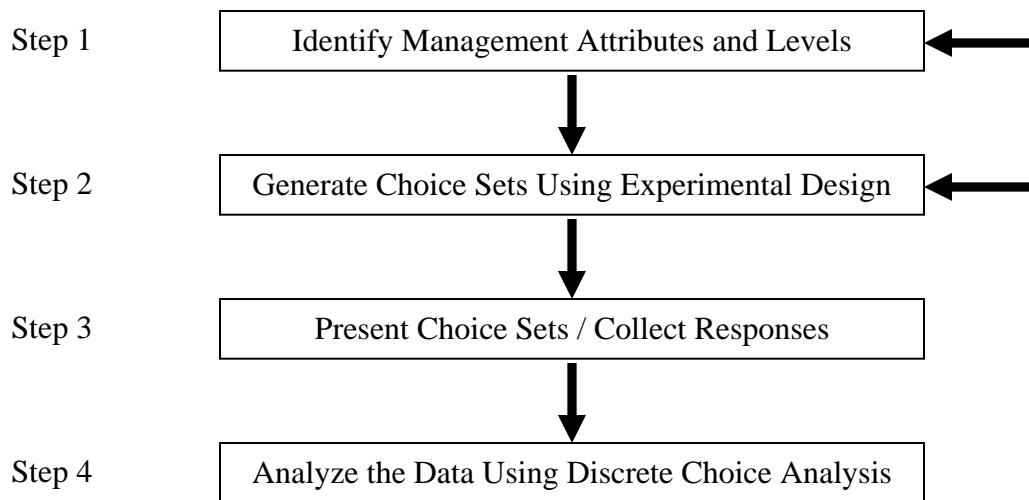 Step 1 Identify Management Attributes and Levels
Step 2 Generate Choice Sets Using Experimental Design
Step 3 Present Choice Sets / Collect Responses
Step 4 Analyze the Data Using Discrete Choice Analysis